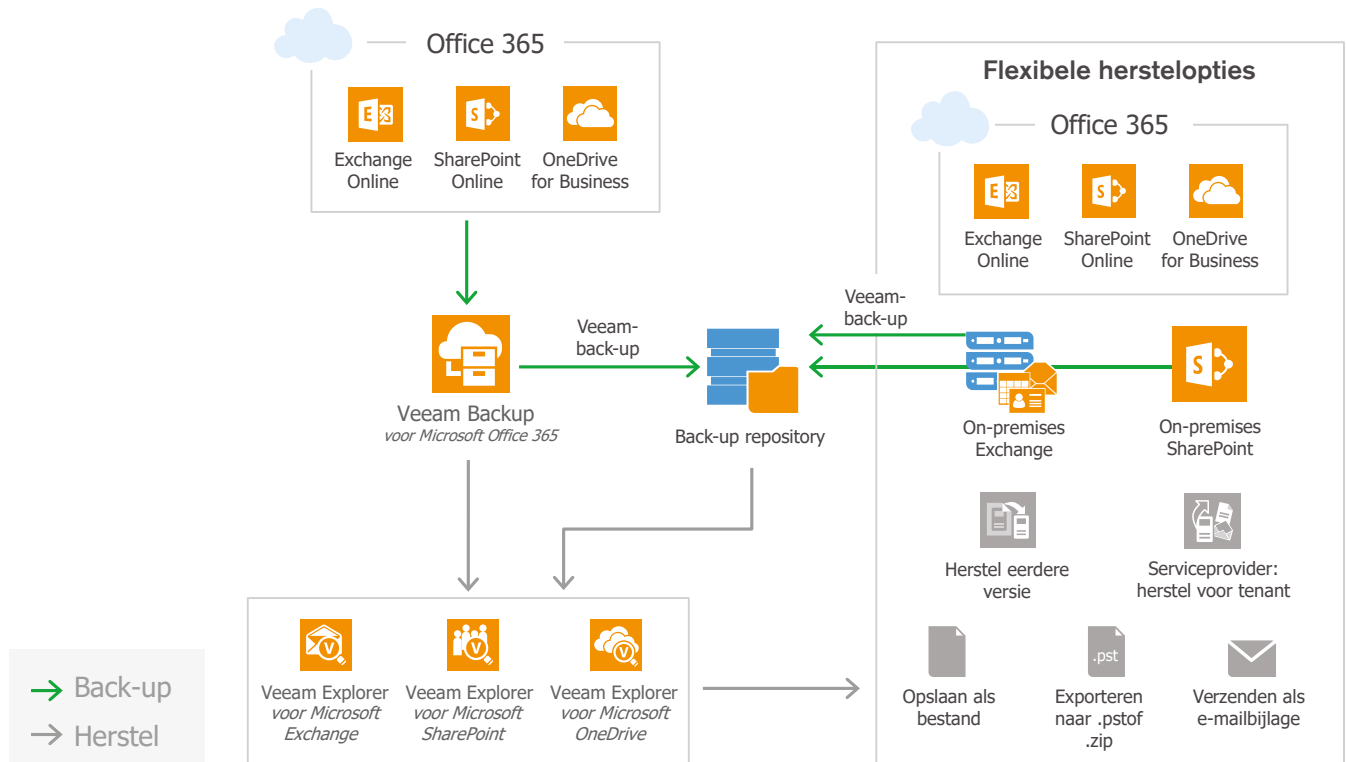 Office 365
Exchange
Online
SharePoint
Online
OneDrive
for Business
Veeam Backup
voor Microsoft Office 365
Veeam-
back-up
Back-up repository
Veeam-
back-up
Flexibele herstelopties
Office 365
Exchange
Online
SharePoint
Online
OneDrive
for Business
On-premises
Exchange
On-premises
SharePoint
Herstel eerdere
versie
Serviceprovider:
herstel voor tenant
Opslaan als
bestand
.pst
Exporteren
naar .pstof
.zip
Verzenden als
e-mailbijlage
Veeam Explorer
voor Microsoft
Exchange
Veeam Explorer
voor Microsoft
SharePoint
Veeam Explorer
voor Microsoft
OneDrive
Back-up
Herstel